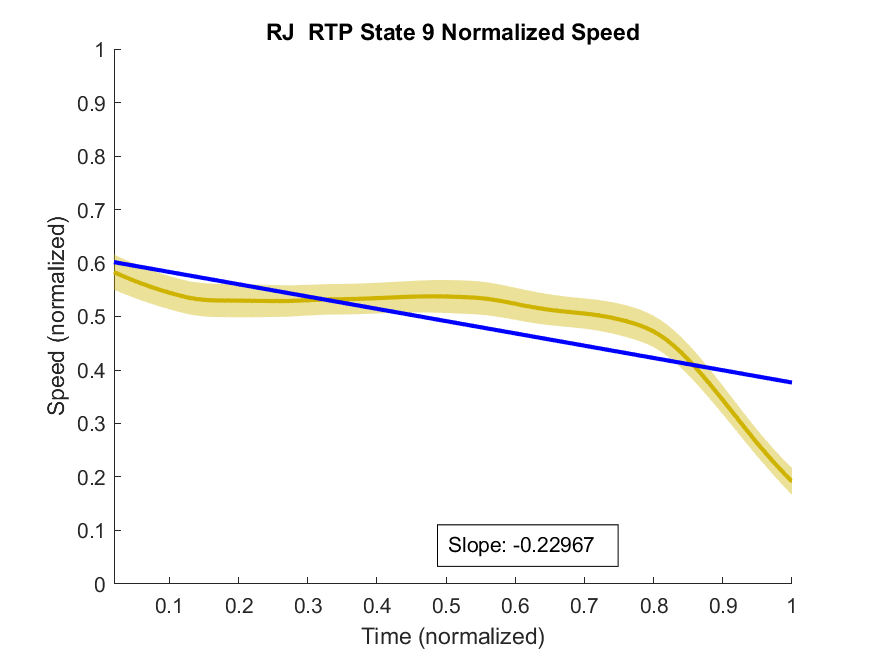 RJ  RTP State 9 Normalized Speed
1
0.9
0.8
0.7
0.6
0.5
0.4
0.3
0.2
0.1
0
Speed (normalized)
Slope: -0.22967
0.1 0.2 0.3 0.4 0.5 0.6 0.7 0.8 0.9 1
Time (normalized)